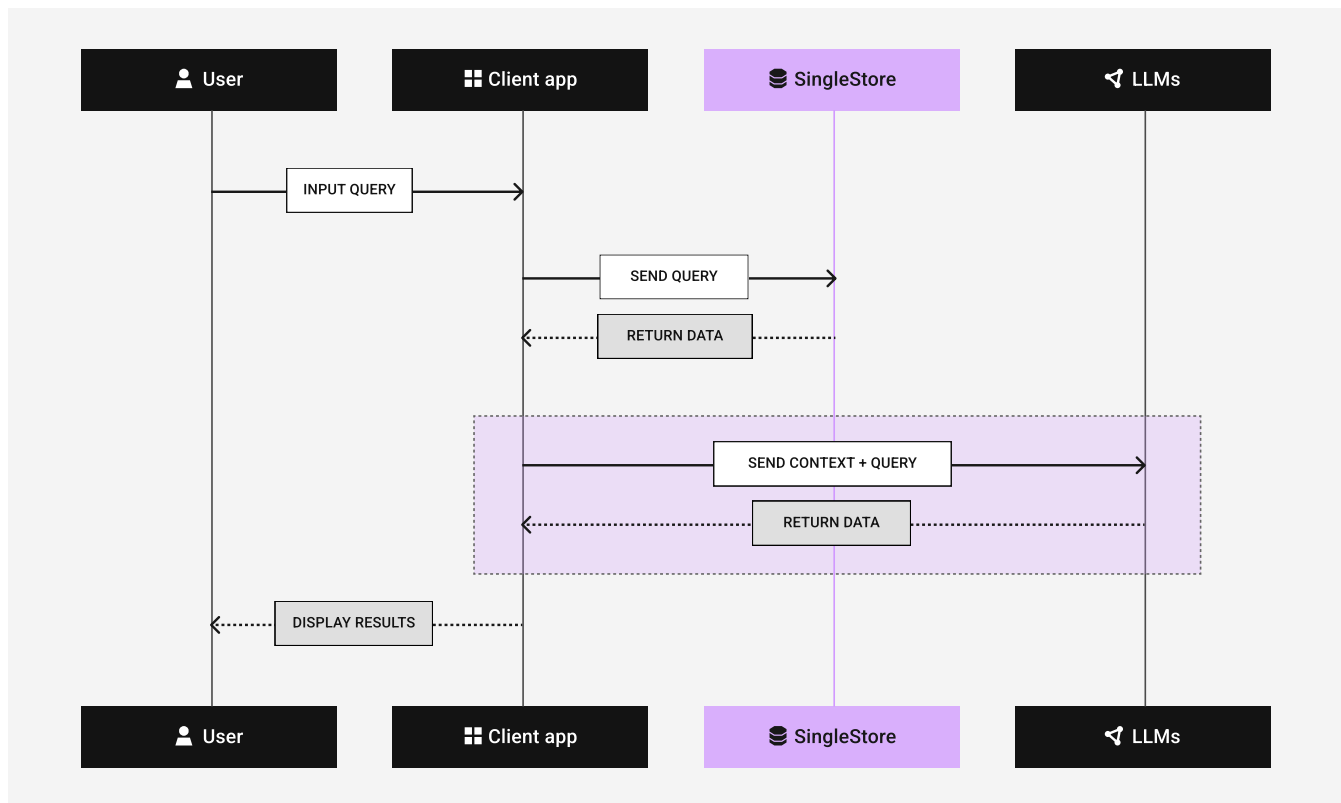 User
Client app
SingleStore
LLMs
INPUT QUERY
SEND QUERY
RETURN DATA
SEND CONTEXT + QUERY
RETURN DATA
DISPLAY RESULTS
User
Client app
SingleStore
LLMs